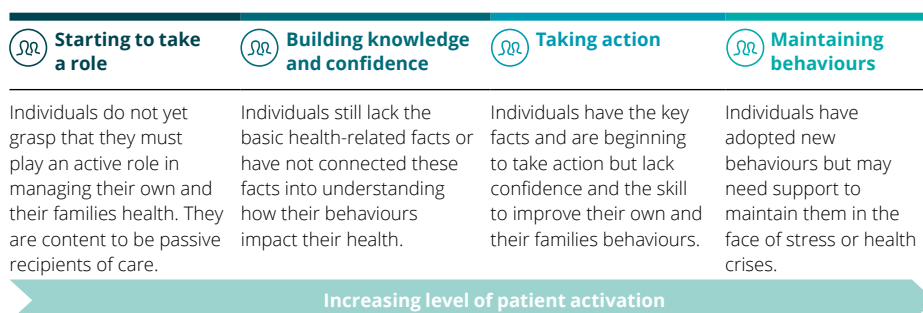 Starting to take
a role
Individuals do not yet
grasp that they must
play an active role in
managing their own and
their families health. They
are content to be passive
recipients of care.
Building knowledge
and confidence
Individuals still lack the
basic health-related facts or
have not connected these
facts into understanding
how their behaviours
impact their health.
Taking action
Individuals have the key
facts and are beginning
to take action but lack
confidence and the skill
to improve their own and
their families behaviours.
Maintaining
behaviours
Individuals have
adopted new
behaviours but may
need support to
maintain them in the
face of stress or health
crises.
Increasing level of patient activation